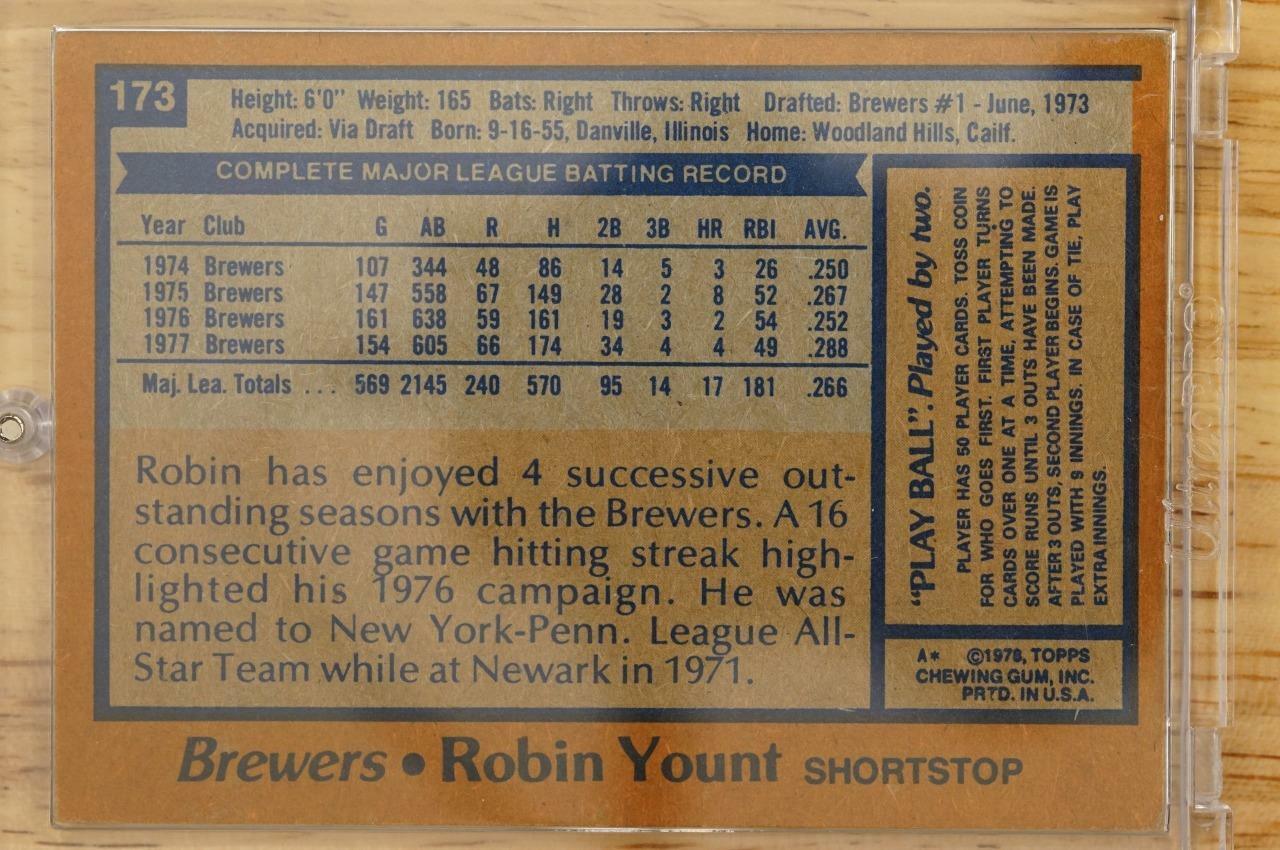 173
Height: 6'0" Weight: 165 Bats: Right Throws: Right Drafted: Brewers #1 - June, 1973
Acquired: Via Draft Born: 9-16-55, Danville, Illinois Home: Woodland Hills, Cailf.
COMPLETE MAJOR LEAGUE BATTING RECORD
Year Club G AB R H 2B 3B HR RBI AVG.
1974 Brewers 107 344 48 86 14 5 3 26 .250
1975 Brewers 147 558 67 149 28 2 8 52 .267
1976 Brewers 161 638 59 161 19 3 2 54 .252
1977 Brewers 154 605 66 174 34 4 4 49 .288
Maj. Lea. Totals ... 569 2145 240 570 95 14 17 181 .266
Robin has enjoyed 4 successive out-
standing seasons with the Brewers. A 16
consecutive game hitting streak high-
lighted his 1976 campaign. He was
named to New York-Penn. League All-
Star Team while at Newark in 1971.
"PLAY BALL". Played by two.
PLAYER HAS 50 PLAYER CARDS. TOSS COIN
FOR WHO GOES FIRST. FIRST PLAYER TURNS
CARDS OVER ONE AT A TIME, ATTEMPTING TO
SCORE RUNS UNTIL 3 OUTS HAVE BEEN MADE.
AFTER 3 OUTS, SECOND PLAYER BEGINS. GAME IS
PLAYED WITH 9 INNINGS. IN CASE OF TIE, PLAY
EXTRA INNINGS.
A* ©1978, TOPPS
CHEWING GUM, INC.
PRTD. IN U.S.A.
Brewers • Robin Yount SHORTSTOP
Ultra PRO